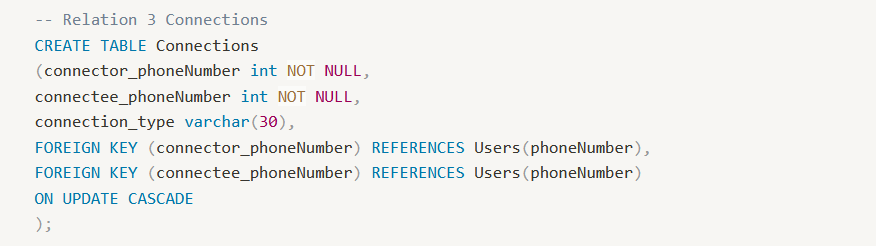 -- Relation 3 Connections
CREATE TABLE Connections
(connector_phoneNumber int NOT NULL,
connectee_phoneNumber int NOT NULL,
connection_type varchar(30),
FOREIGN KEY (connector_phoneNumber) REFERENCES Users(phoneNumber),
FOREIGN KEY (connectee_phoneNumber) REFERENCES Users(phoneNumber)
ON UPDATE CASCADE
);